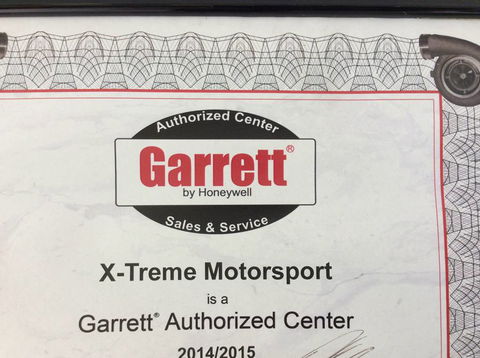 Authorized Center
Garrett®
by Honeywell
Sales & Service
X-Treme Motorsport
is a
Garrett® Authorized Center
2014/2015